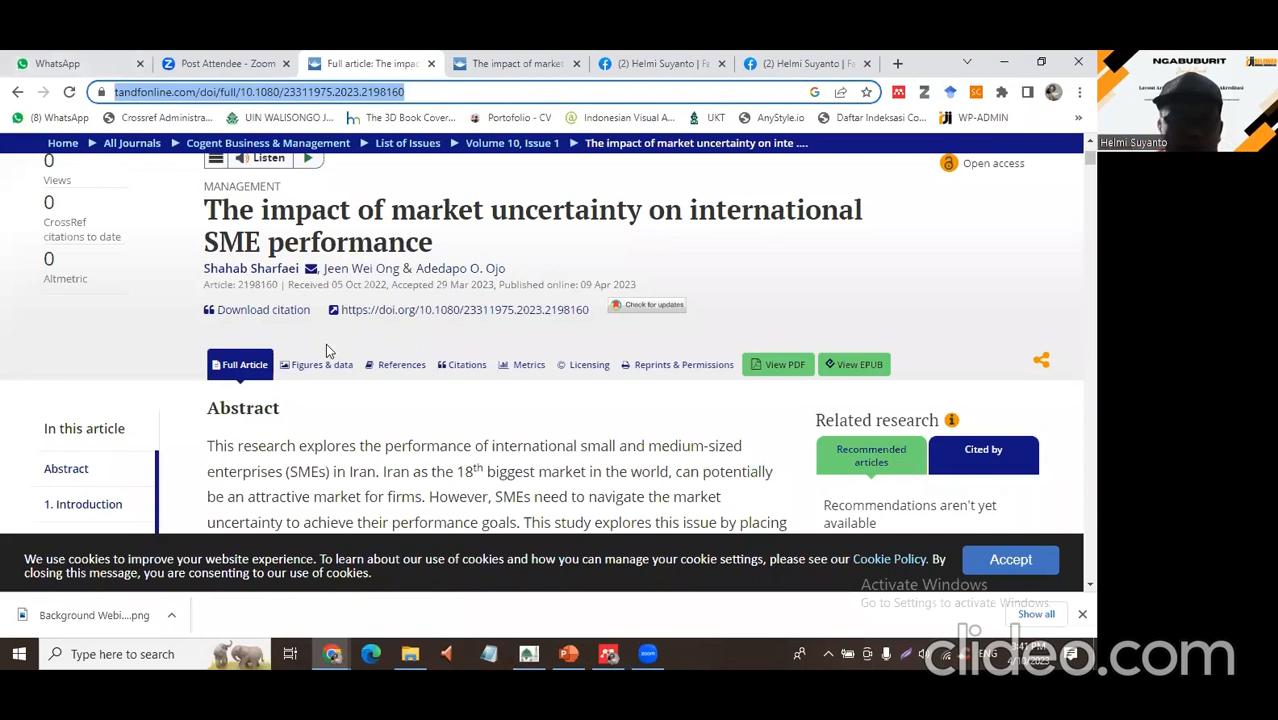 WhatsApp
Post Attendee - Zoom
Full article: The impac
The impact of market
(2) Helmi Suyanto | Fa
(2) Helmi Suyanto | Fa
tandfonline.com/doi/full/10.1080/23311975.2023.2198160
(8) WhatsApp
Crossref Administra...
UIN WALISONGO J...
The 3D Book Cover...
Portofolio - CV
Indonesian Visual A...
UKT
AnyStyle.io
Daftar Indeksasi Co...
WP-ADMIN
NGABUBURIT
Helmi Suyanto
Home
All Journals
Cogent Business & Management
List of Issues
Volume 10, Issue 1
The impact of market uncertainty on inte ....
0
Views
0
CrossRef
citations to date
0
Altmetric
Listen
Open access
MANAGEMENT
The impact of market uncertainty on international
SME performance
Shahab Sharfaei , Jeen Wei Ong & Adedapo O. Ojo
Article: 2198160 | Received 05 Oct 2022, Accepted 29 Mar 2023, Published online: 09 Apr 2023
Download citation
https://doi.org/10.1080/23311975.2023.2198160
Check for updates
Full Article
Figures & data
References
Citations
Metrics
Licensing
Reprints & Permissions
View PDF
View EPUB
In this article
Abstract
1. Introduction
Abstract
This research explores the performance of international small and medium-sized
enterprises (SMEs) in Iran. Iran as the 18th biggest market in the world, can potentially
be an attractive market for firms. However, SMEs need to navigate the market
uncertainty to achieve their performance goals. This study explores this issue by placing
Related research
Recommended
articles
Cited by
Recommendations aren't yet
available
We use cookies to improve your website experience. To learn about our use of cookies and how you can manage your cookie settings, please see our Cookie Policy. By
closing this message, you are consenting to our use of cookies.
Accept
Activate Windows
Go to Settings to activate Windows.
Background Webi....png
Show all
Type here to search
ENG
3:41 PM
4/10/2023
clideo.com